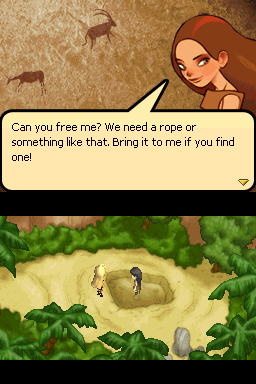 Can you free me? We need a rope or
something like that. Bring it to me if you find
one!